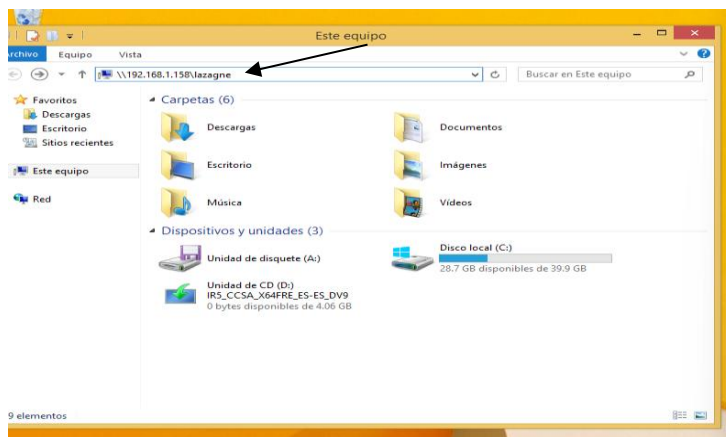 Este equipo
Archivo Equipo Vista
\\192.168.1.158\lazagne Buscar en Este equipo
Favoritos
Descargas
Escritorio
Sitios recientes
Este equipo
Red
Carpetas (6)
Descargas Documentos
Escritorio Imágenes
Música Vídeos
Dispositivos y unidades (3)
Unidad de disquete (A:) Disco local (C:)
28.7 GB disponibles de 39.9 GB
Unidad de CD (D:)
IR5_CCSA_X64FRE_ES-ES_DV9
0 bytes disponibles de 4.06 GB
9 elementos